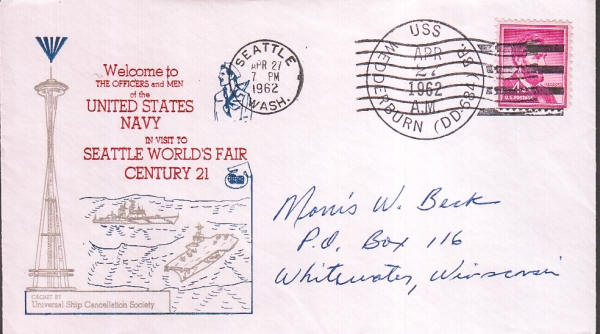 Welcome to
THE OFFICERS and MEN
of the
UNITED STATES
NAVY
IN VISIT TO
SEATTLE WORLD'S FAIR
CENTURY 21
CACHET BY
Universal Ship Cancellation Society
SEATTLE
APR 27
7 PM
1962
WASH.
USS
APR
27
1962
A.M.
WEDDERBURN (DD-684)
U.S. POSTAGE
Morris W. Beck
P.O. Box 116
Whitewater, Wisconsin